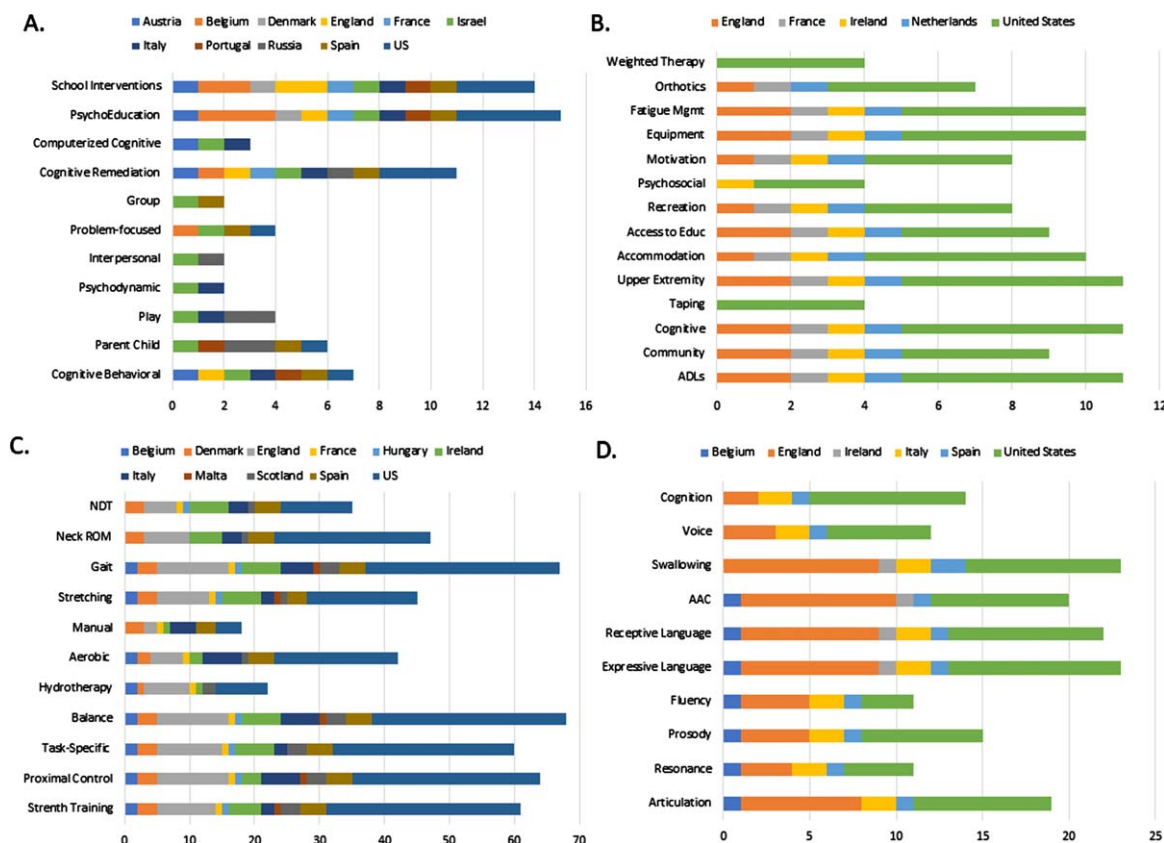 A.
Austria Belgium Denmark England France Israel
Italy Portugal Russia Spain US
School Interventions
PsychoEducation
Computerized Cognitive
Cognitive Remediation
Group
Problem-focused
Interpersonal
Psychodynamic
Play
Parent Child
Cognitive Behavioral
0 2 4 6 8 10 12 14 16
B.
England France Ireland Netherlands United States
Weighted Therapy
Orthotics
Fatigue Mgmt
Equipment
Motivation
Psychosocial
Recreation
Access to Educ
Accommodation
Upper Extremity
Taping
Cognitive
Community
ADLs
0 2 4 6 8 10 12
C.
Belgium Denmark England France Hungary Ireland
Italy Malta Scotland Spain US
NDT
Neck ROM
Gait
Stretching
Manual
Aerobic
Hydrotherapy
Balance
Task-Specific
Proximal Control
Strenth Training
0 10 20 30 40 50 60 70
D.
Belgium England Ireland Italy Spain United States
Cognition
Voice
Swallowing
AAC
Receptive Language
Expressive Language
Fluency
Prosody
Resonance
Articulation
0 5 10 15 20 25